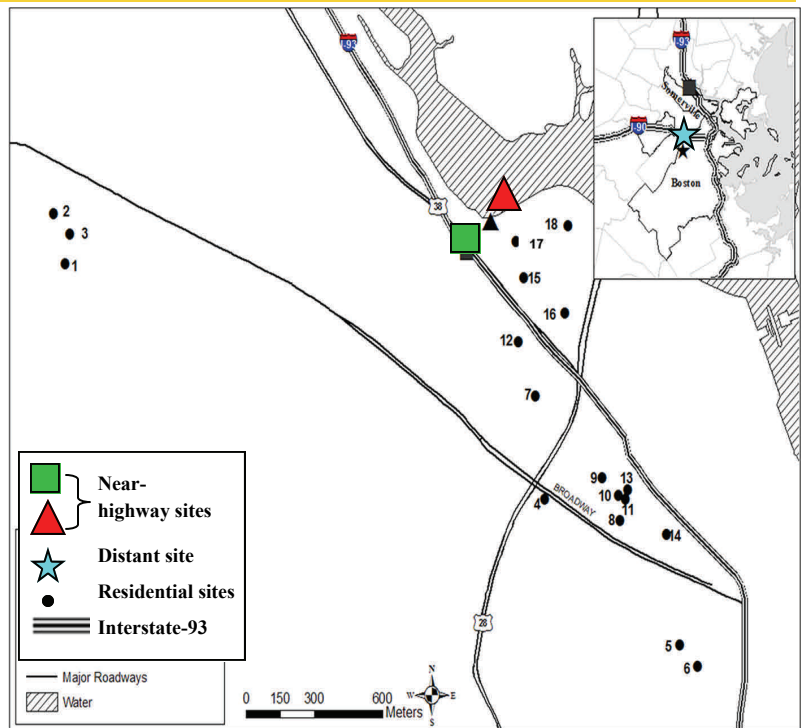 I-93
I-93
Somerville
I-90
Boston
38
2
3
1
18
17
15
16
12
7
9
13
10
11
4
BROADWAY
8
14
28
5
6
Near-
highway sites
Distant site
Residential sites
Interstate-93
Major Roadways
Water
0 150 300 600
Meters
N
W E
S